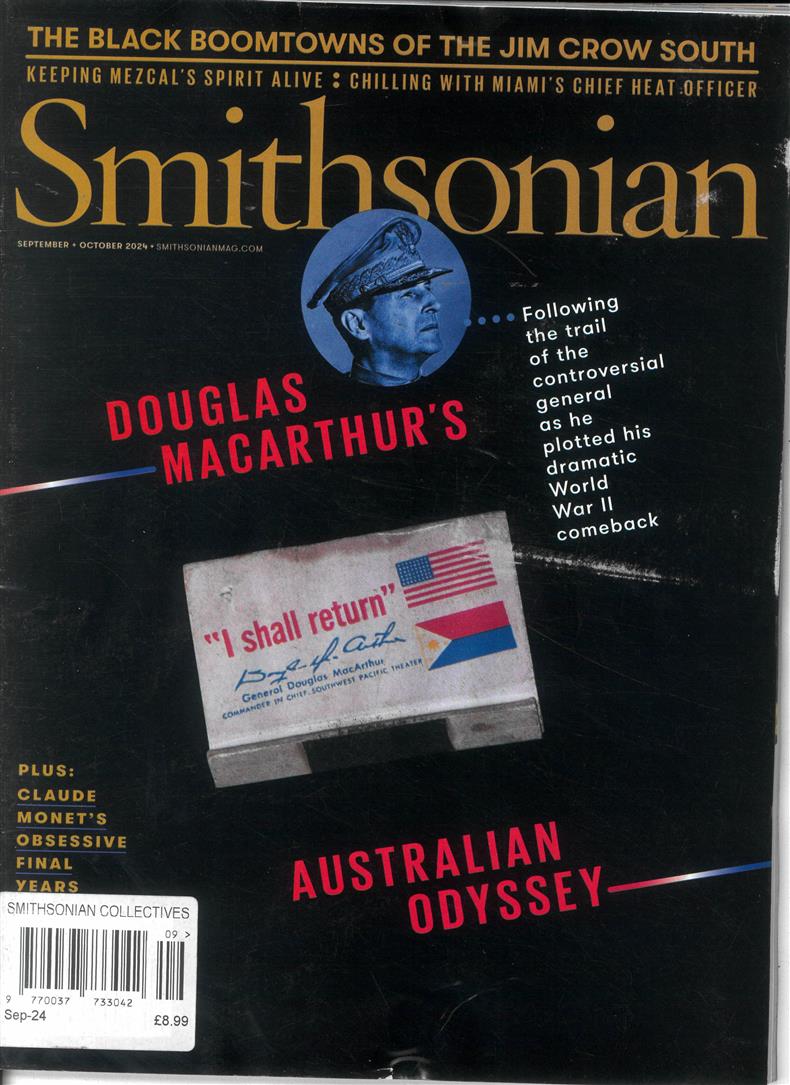 THE BLACK BOOMTOWNS OF THE JIM CROW SOUTH
KEEPING MEZCAL'S SPIRIT ALIVE : CHILLING WITH MIAMI'S CHIEF HEAT OFFICER
Smithsonian
SEPTEMBER • OCTOBER 2024 • SMITHSONIANMAG.COM
Following
the trail
of the
controversial
general
as he
plotted his
dramatic
World
War II
comeback
DOUGLAS
MACARTHUR'S
"I shall return"
Douglas MacArthur
General Douglas MacArthur
COMMANDER IN CHIEF, SOUTHWEST PACIFIC THEATER
PLUS:
CLAUDE
MONET'S
OBSESSIVE
FINAL
YEARS
AUSTRALIAN
ODYSSEY
SMITHSONIAN COLLECTIVES
09 >
9 770037 733042
Sep-24
£8.99